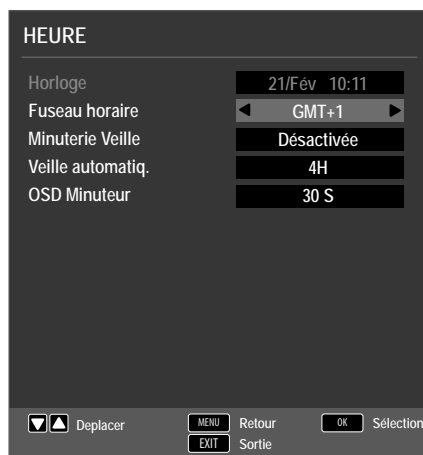 HEURE
Horloge 21/Fév 10:11
Fuseau horaire GMT+1
Minuterie Veille Désactivée
Veille automatiq. 4H
OSD Minuteur 30 S
Deplacer MENU Retour OK Sélection
EXIT Sortie